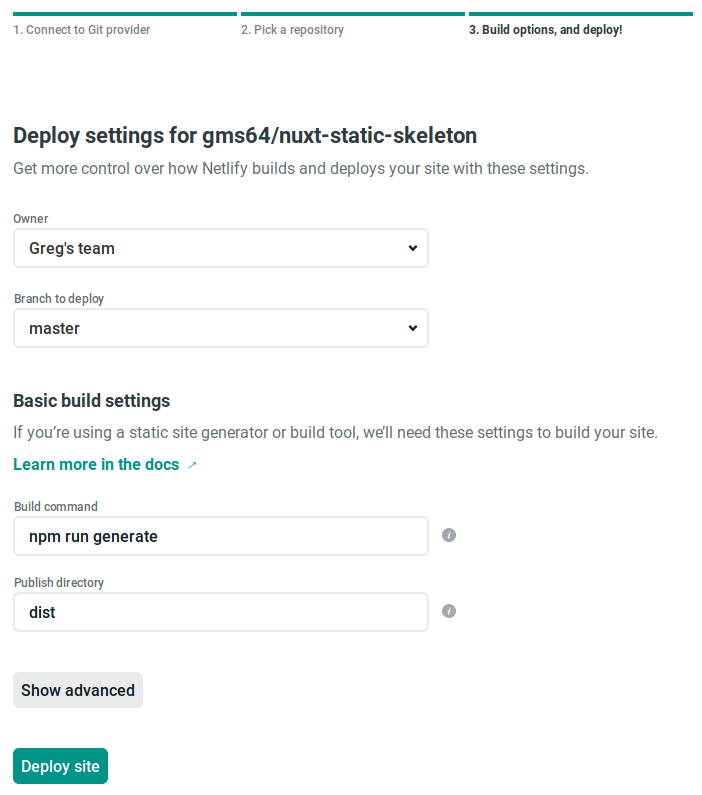 1. Connect to Git provider
2. Pick a repository
3. Build options, and deploy!
Deploy settings for gms64/nuxt-static-skeleton
Get more control over how Netlify builds and deploys your site with these settings.
Owner
Greg's team
Branch to deploy
master
Basic build settings
If you’re using a static site generator or build tool, we’ll need these settings to build your site.
Learn more in the docs ↗
Build command
npm run generate
i
Publish directory
dist
i
Show advanced
Deploy site